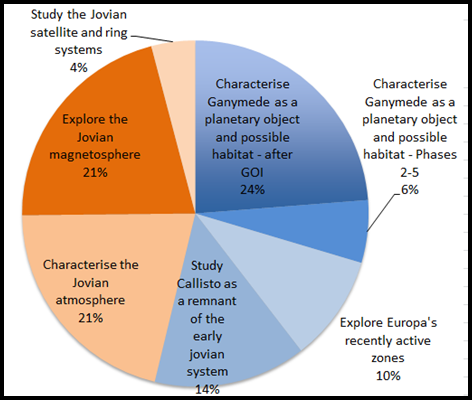 Study the Jovian
satellite and ring
systems
4%
Characterise
Ganymede as a
planetary object
and possible
habitat - after
GOI
24%
Characterise
Ganymede as a
planetary object
and possible
habitat - Phases
2-5
6%
Explore the
Jovian
magnetosphere
21%
Characterise the
Jovian
atmosphere
21%
Study
Callisto as
a remnant
of the
early
jovian
system
14%
Explore Europa's
recently active
zones
10%